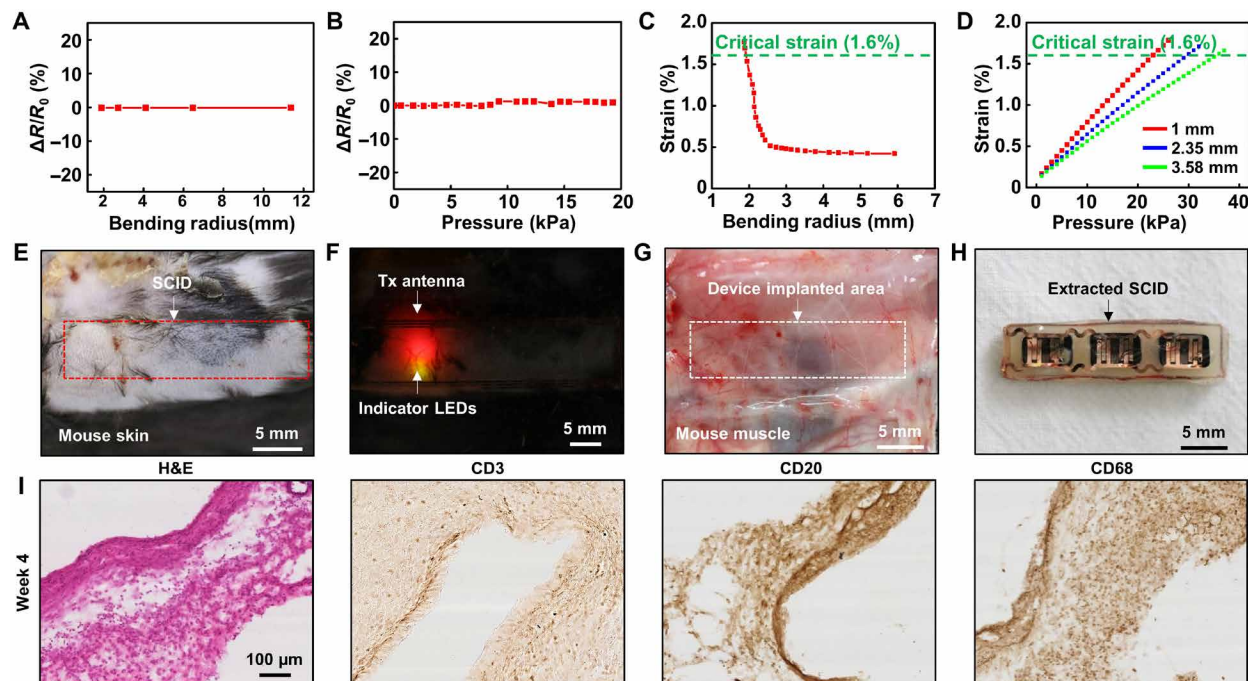 A
20
10
0
–10
–20
ΔR/R0 (%)
2 4 6 8 10 12
Bending radius(mm)
B
20
10
0
–10
–20
ΔR/R0 (%)
0 5 10 15 20
Pressure (kPa)
C
2.0
1.5
1.0
0.5
0
Strain (%)
Critical strain (1.6%)
1 2 3 4 5 6 7
Bending radius (mm)
D
2.0
1.5
1.0
0.5
0
Strain (%)
Critical strain (1.6%)
1 mm
2.35 mm
3.58 mm
0 10 20 30 40
Pressure (kPa)
E
SCID
Mouse skin
5 mm
F
Tx antenna
Indicator LEDs
5 mm
G
Device implanted area
Mouse muscle
5 mm
H
Extracted SCID
5 mm
I
H&E
CD3
CD20
CD68
Week 4
100 µm